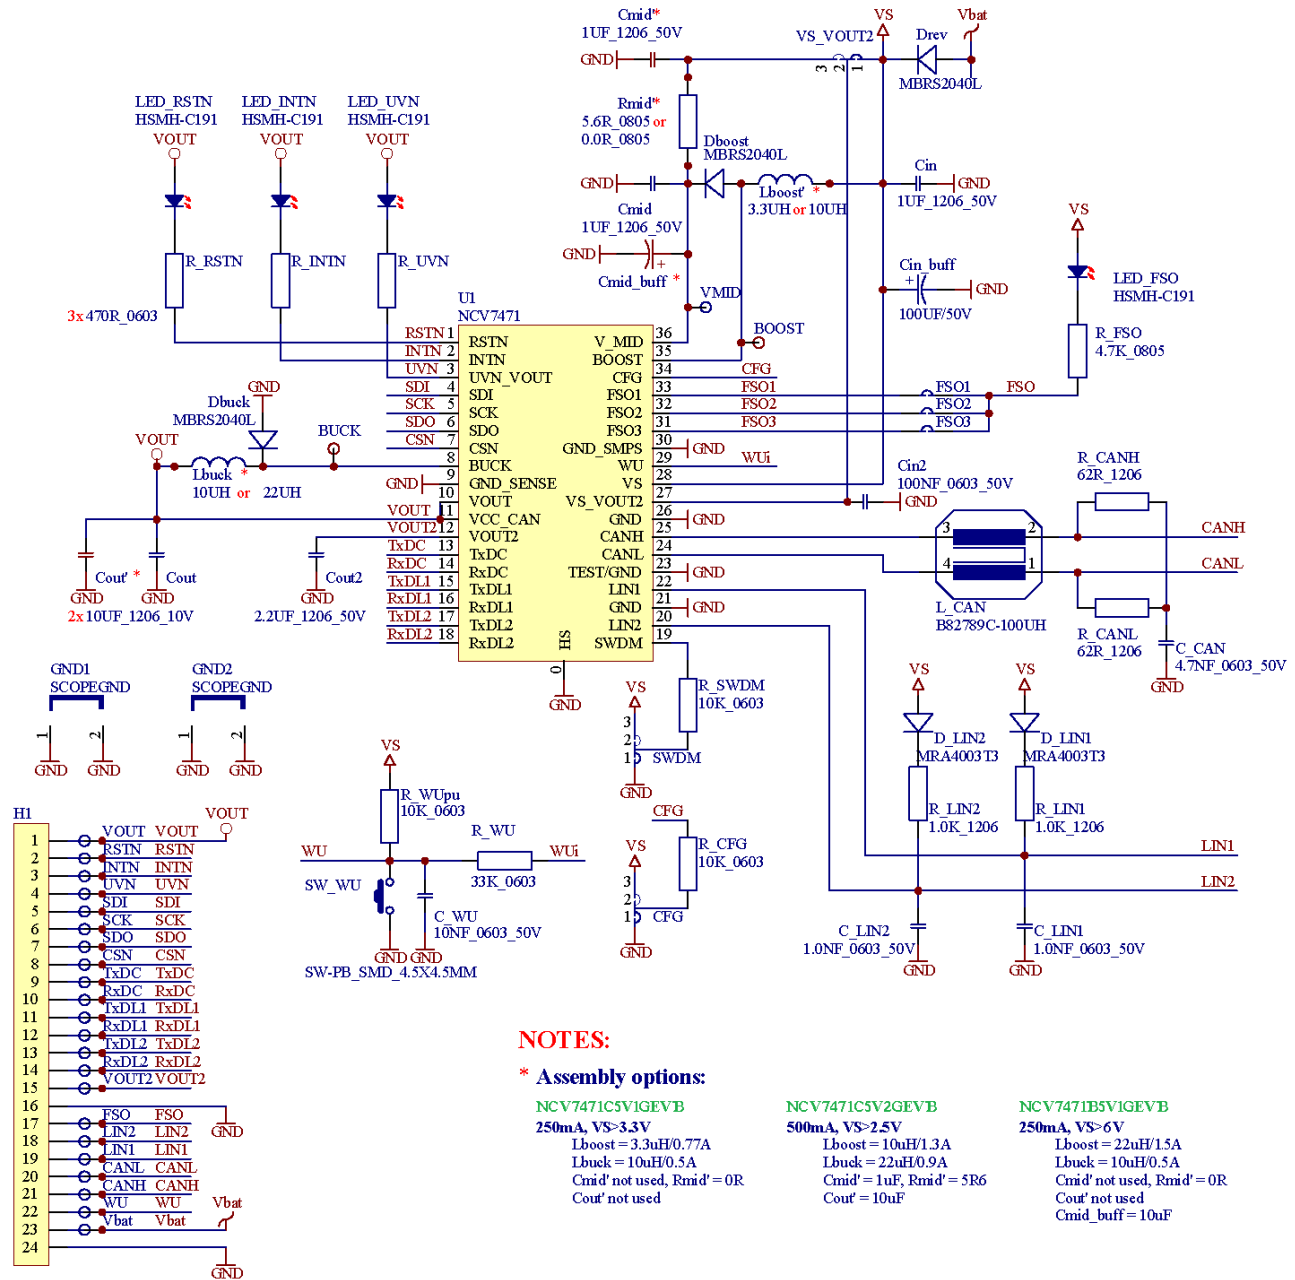 Cmid'*
1UF_1206_50V
GND
VS
Vbat
VS_VOUT2
Drev
3 2 1
MBRS2040L
LED_RSTN
HSMH-C191
VOUT
LED_INTN
HSMH-C191
VOUT
LED_UVN
HSMH-C191
VOUT
Rmid'*
5.6R_0805 or
0.0R_0805
Dboost
MBRS2040L
GND
Lboost' *
3.3UH or 10UH
Cin
GND
1UF_1206_50V
Cmid
1UF_1206_50V
GND
+
Cmid_buff *
VMID
Cin_buff
+
GND
100UF/50V
BOOST
VS
LED_FSO
HSMH-C191
R_FSO
4.7K_0805
R_RSTN
R_INTN
R_UVN
3x 470R_0603
U1
NCV7471
RSTN 1 RSTN
INTN 2 INTN
UVN 3 UVN_VOUT
SDI 4 SDI
SCK 5 SCK
SDO 6 SDO
CSN 7 CSN
8 BUCK
GND 9 GND_SENSE
10 VOUT
VOUT 11 VCC_CAN
VOUT2 12 VOUT2
TxDC 13 TxDC
RxDC 14 RxDC
TxDL1 15 TxDL1
RxDL1 16 RxDL1
TxDL2 17 TxDL2
RxDL2 18 RxDL2
V_MID 36
BOOST 35
CFG 34 CFG
FSO1 33 FSO1 FSO1
FSO2 32 FSO2 FSO2
FSO3 31 FSO3 FSO3
FSO
GND_SMPS 30 GND
WU 29 WUi
VS 28
VS_VOUT2 27
GND 26 GND
CANH 25
CANL 24
TEST/GND 23 GND
LIN1 22
GND 21 GND
LIN2 20
SWDM 19
HS
0
GND
GND
Dbuck
MBRS2040L
BUCK
VOUT
Lbuck *
10UH or 22UH
Cout' *
GND
Cout
GND
2x 10UF_1206_10V
Cout2
GND
2.2UF_1206_50V
Cin2
100NF_0603_50V
GND
3 2
4 1
L_CAN
B82789C-100UH
R_CANH
62R_1206
CANH
CANL
R_CANL
62R_1206
C_CAN
4.7NF_0603_50V
GND
GND1
SCOPEGND
1 2
GND GND
GND2
SCOPEGND
1 2
GND GND
VS
R_SWDM
10K_0603
3
2
1
SWDM
GND
VS
R_WUpu
10K_0603
WU
R_WU
33K_0603
WUi
SW_WU
C_WU
10NF_0603_50V
GND GND
SW-PB_SMD_4.5X4.5MM
CFG
VS
R_CFG
10K_0603
3
2
1
CFG
GND
VS
D_LIN2
MRA4003T3
R_LIN2
1.0K_1206
VS
D_LIN1
MRA4003T3
R_LIN1
1.0K_1206
LIN1
LIN2
C_LIN2
1.0NF_0603_50V
GND
C_LIN1
1.0NF_0603_50V
GND
H1
VOUT
1 VOUT VOUT
2 RSTN RSTN
3 INTN INTN
4 UVN UVN
5 SDI SDI
6 SCK SCK
7 SDO SDO
8 CSN CSN
9 TxDC TxDC
10 RxDC RxDC
11 TxDL1 TxDL1
12 RxDL1 RxDL1
13 TxDL2 TxDL2
14 RxDL2 RxDL2
15 VOUT2 VOUT2
16 GND
17 FSO FSO
18 LIN2 LIN2
19 LIN1 LIN1
20 CANL CANL
21 CANH CANH
22 WU WU
23 Vbat Vbat Vbat
24 GND
NOTES:
* Assembly options:
NCV7471C5V1GEVB
250mA, VS>3.3V
Lboost = 3.3uH/0.77A
Lbuck = 10uH/0.5A
Cmid' not used, Rmid' = 0R
Cout' not used
NCV7471C5V2GEVB
500mA, VS>2.5V
Lboost = 10uH/1.3A
Lbuck = 22uH/0.9A
Cmid' = 1uF, Rmid' = 5R6
Cout' = 10uF
NCV7471B5V1GEVB
250mA, VS>6V
Lboost = 22uH/1.5A
Lbuck = 10uH/0.5A
Cmid' not used, Rmid' = 0R
Cout' not used
Cmid_buff = 10uF